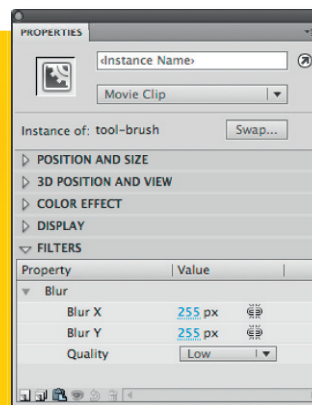 PROPERTIES
<Instance Name>
Movie Clip
Instance of: tool-brush Swap...
POSITION AND SIZE
3D POSITION AND VIEW
COLOR EFFECT
DISPLAY
FILTERS
Property Value
Blur
Blur X 255 px
Blur Y 255 px
Quality Low